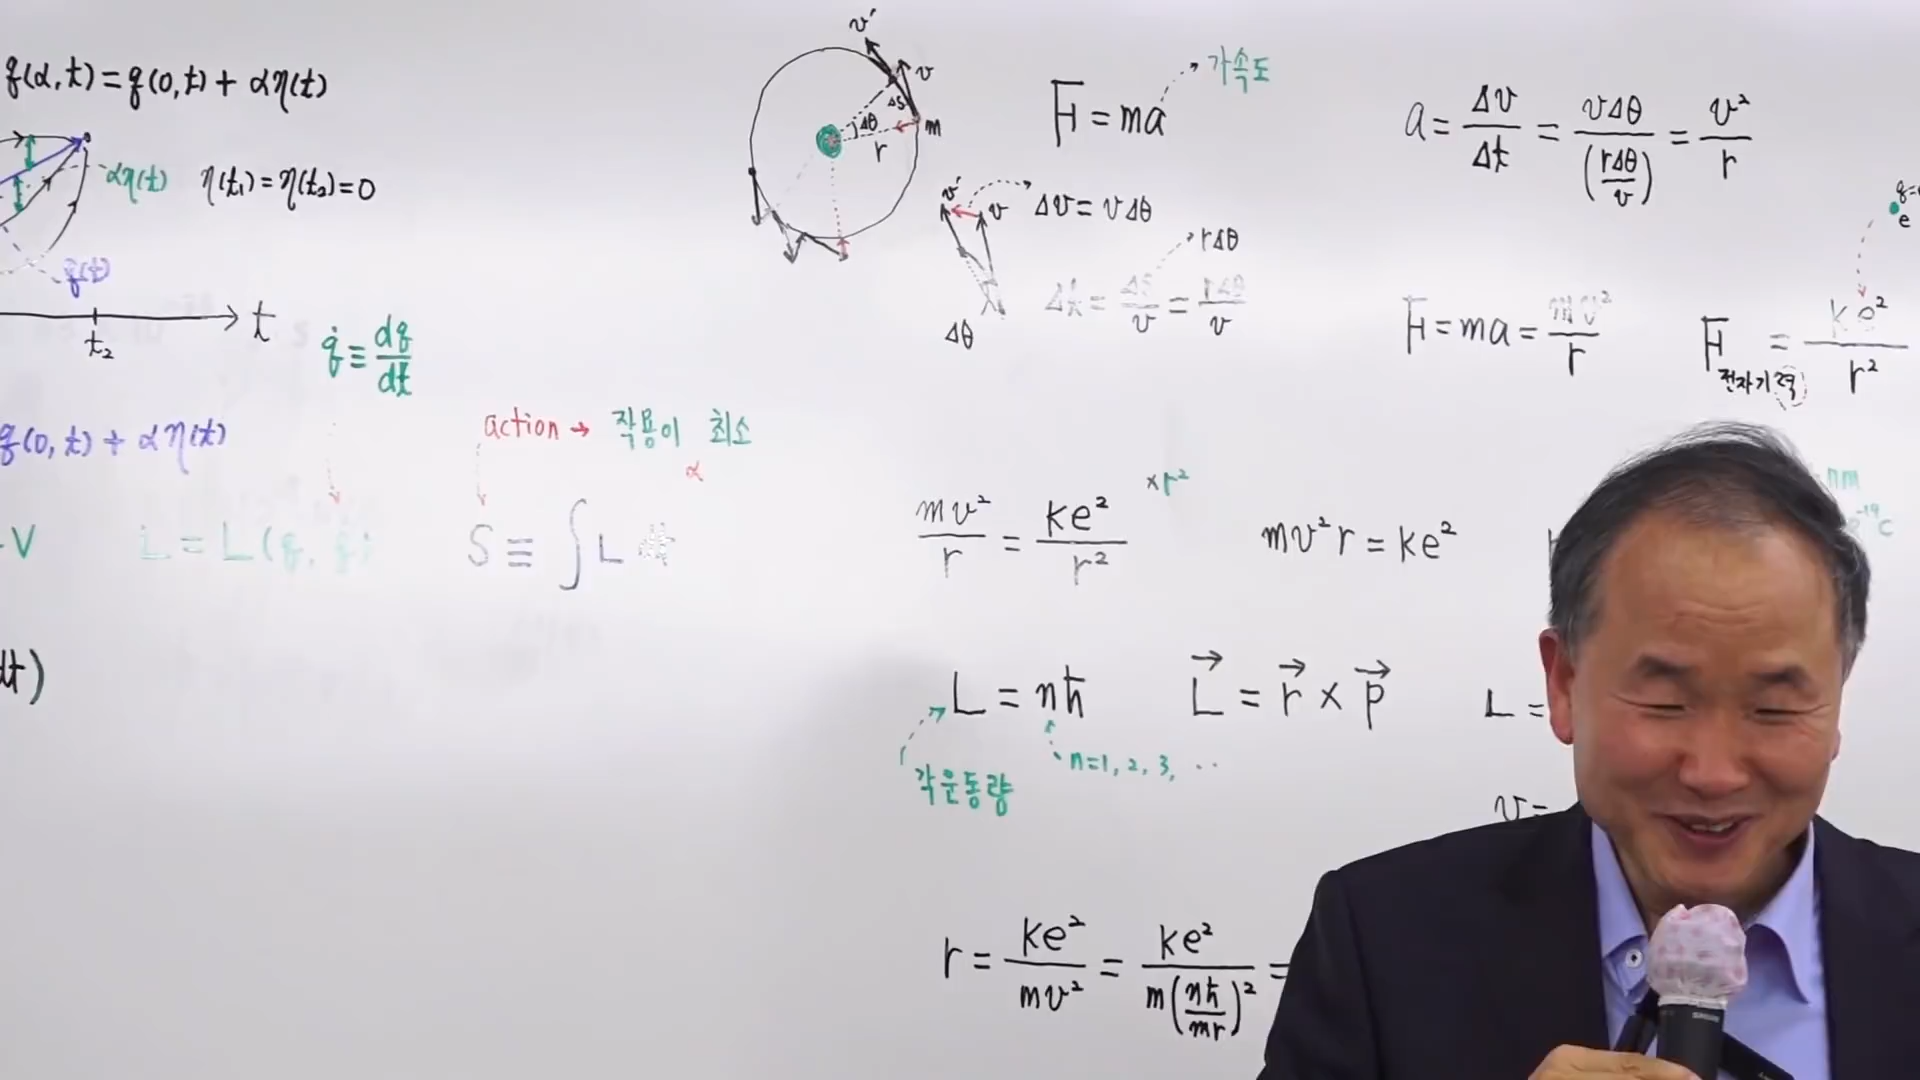 q(α,t) = q(0,t) + αη(t)
αη(t)
η(t₁) = η(t₂) = 0
q(t)
t
t₂
q̇ ≡ dq/dt
q(0,t) + αη(t)
-V
L = L(q, q̇)
action → 작용이 최소
α
S ≡ ∫ L dt
dt)
v'
v
Δs
Δθ
r
m
F = ma
가속도
a = Δv/Δt = vΔθ/(rΔθ/v) = v²/r
v'
v
Δv = vΔθ
rΔθ
Δt = Δs/v = rΔθ/v
Δθ
e
F = ma = mv²/r
F 전자기력 = ke²/r²
mv²/r = ke²/r²
×r²
mv²r = ke²
nm
⁻¹⁹C
L = nħ
각운동량
n=1, 2, 3, ‥
L⃗ = r⃗ × p⃗
L =
v =
r = ke²/mv² = ke²/m(nħ/mr)² =